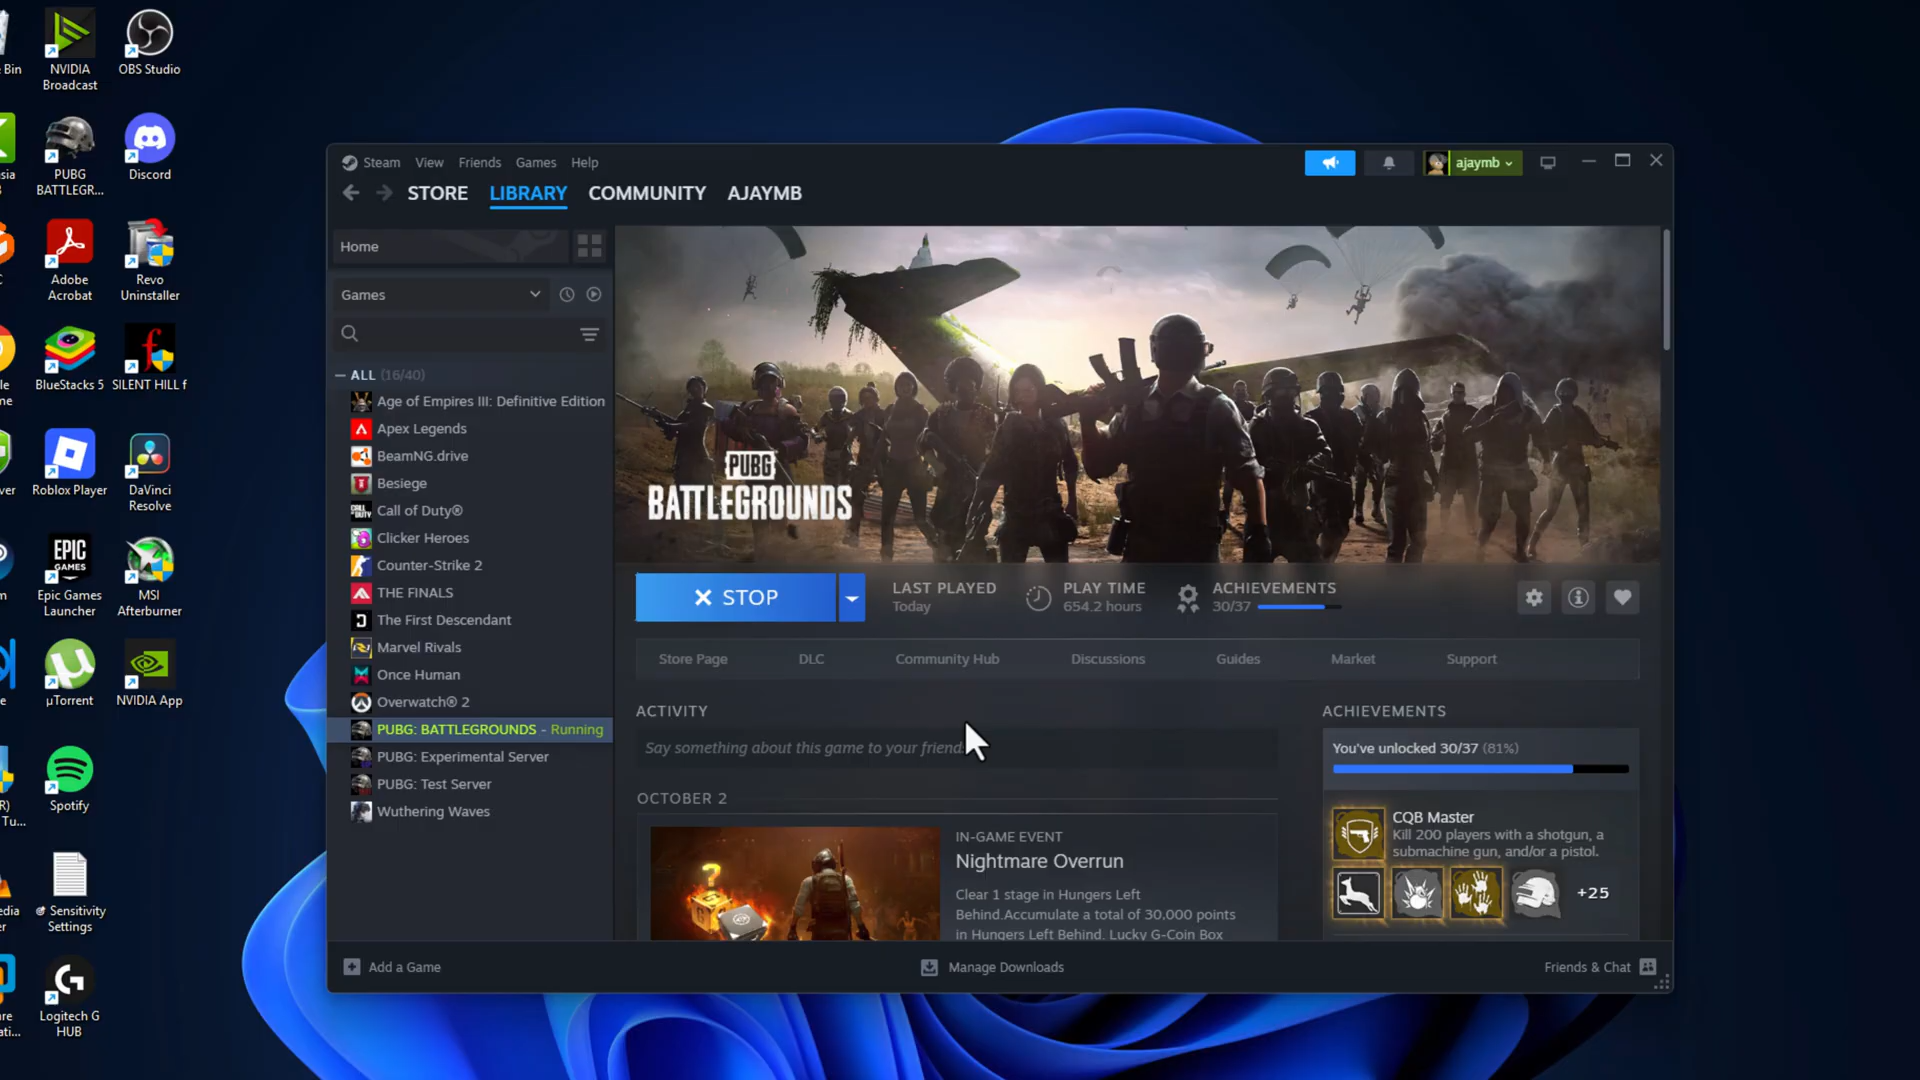 Bin
NVIDIA
Broadcast
OBS Studio
PUBG
BATTLEGR...
Discord
Adobe
Acrobat
Revo
Uninstaller
BlueStacks 5
SILENT HILL f
Roblox Player
DaVinci
Resolve
EPIC
GAMES
Epic Games
Launcher
MSI
Afterburner
µTorrent
NVIDIA App
Spotify
Tu...
Sensitivity
Settings
Logitech G
HUB
Steam View Friends Games Help
ajaymb
STORE LIBRARY COMMUNITY AJAYMB
Home
Games
ALL (16/40)
Age of Empires III: Definitive Edition
Apex Legends
BeamNG.drive
Besiege
Call of Duty®
Clicker Heroes
Counter-Strike 2
THE FINALS
The First Descendant
Marvel Rivals
Once Human
Overwatch® 2
PUBG: BATTLEGROUNDS - Running
PUBG: Experimental Server
PUBG: Test Server
Wuthering Waves
PUBG
BATTLEGROUNDS
STOP
LAST PLAYED
Today
PLAY TIME
654.2 hours
ACHIEVEMENTS
30/37
Store Page DLC Community Hub Discussions Guides Market Support
ACTIVITY
Say something about this game to your friend
OCTOBER 2
IN-GAME EVENT
Nightmare Overrun
Clear 1 stage in Hungers Left
Behind.Accumulate a total of 30,000 points
in Hungers Left Behind. Lucky G-Coin Box
ACHIEVEMENTS
You've unlocked 30/37 (81%)
CQB Master
Kill 200 players with a shotgun, a
submachine gun, and/or a pistol.
+25
Add a Game
Manage Downloads
Friends & Chat